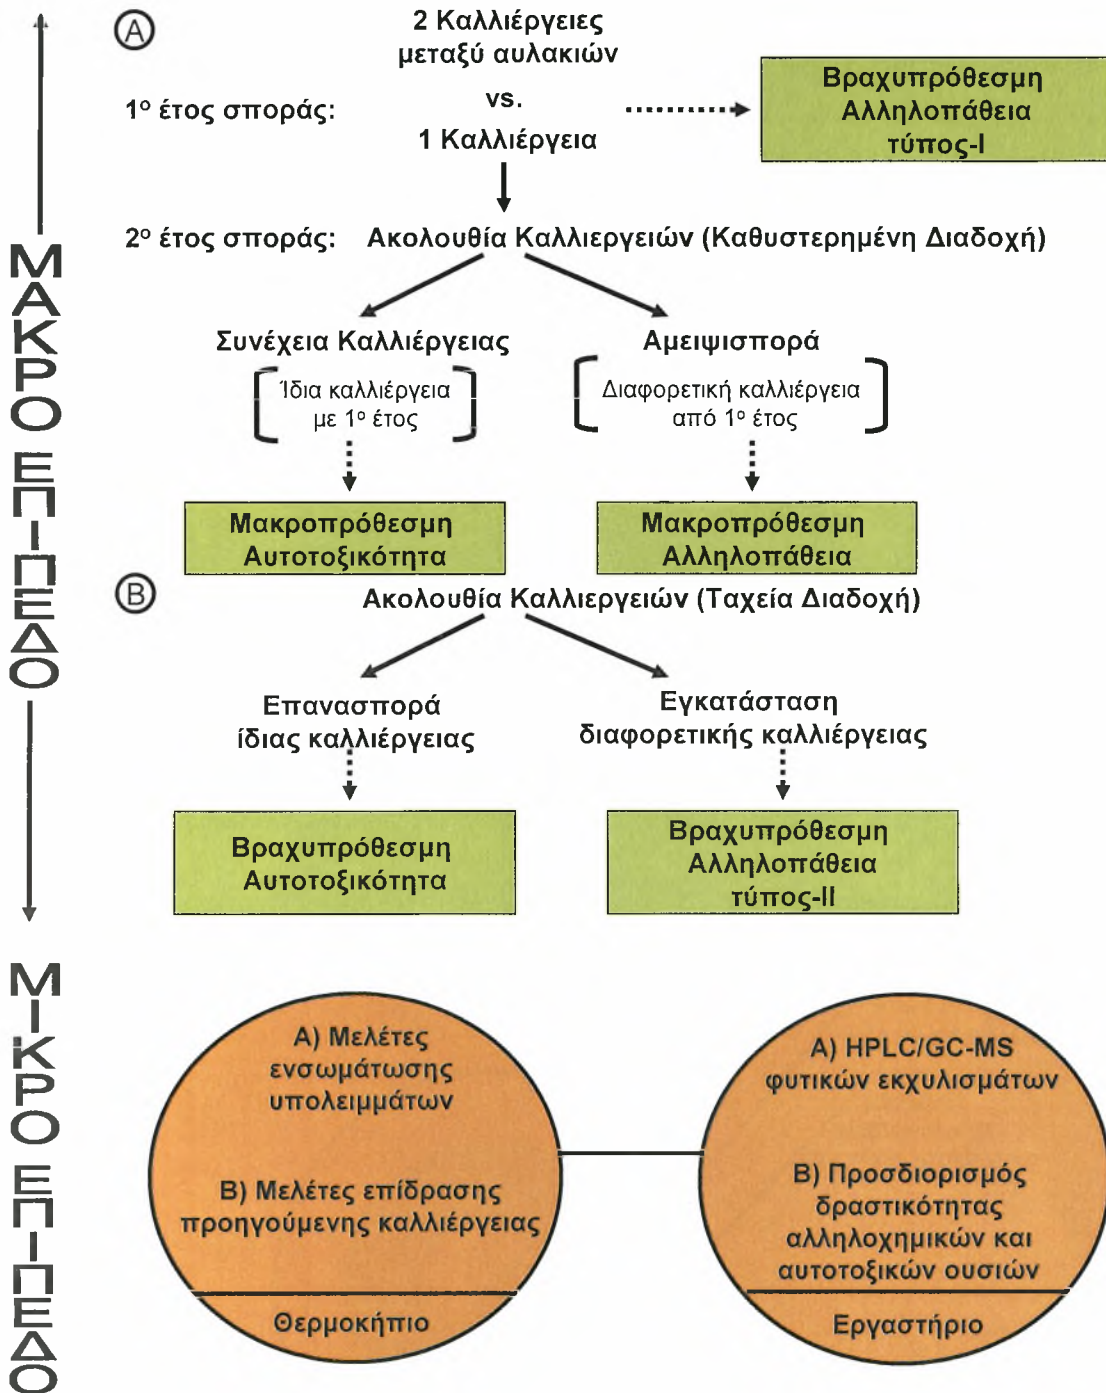 ΜΑΚΡΟ ΕΠΙΠΕΔΟ
Α
2 Καλλιέργειες
μεταξύ αυλακιών
1ο έτος σποράς:
vs.
1 Καλλιέργεια
Βραχυπρόθεσμη
Αλληλοπάθεια
τύπος-I
2ο έτος σποράς:
Ακολουθία Καλλιεργειών (Καθυστερημένη Διαδοχή)
Συνέχεια Καλλιέργειας
Ίδια καλλιέργεια
με 1ο έτος
Αμειψισπορά
Διαφορετική καλλιέργεια
από 1ο έτος
Μακροπρόθεσμη
Αυτοτοξικότητα
Μακροπρόθεσμη
Αλληλοπάθεια
Β
Ακολουθία Καλλιεργειών (Ταχεία Διαδοχή)
Επανασπορά
ίδιας καλλιέργειας
Εγκατάσταση
διαφορετικής καλλιέργειας
Βραχυπρόθεσμη
Αυτοτοξικότητα
Βραχυπρόθεσμη
Αλληλοπάθεια
τύπος-II
ΜΙΚΡΟ ΕΠΙΠΕΔΟ
Α) Μελέτες
ενσωμάτωσης
υπολειμμάτων
Β) Μελέτες επίδρασης
προηγούμενης καλλιέργειας
Θερμοκήπιο
Α) HPLC/GC-MS
φυτικών εκχυλισμάτων
Β) Προσδιορισμός
δραστικότητας
αλληλοχημικών και
αυτοτοξικών ουσιών
Εργαστήριο